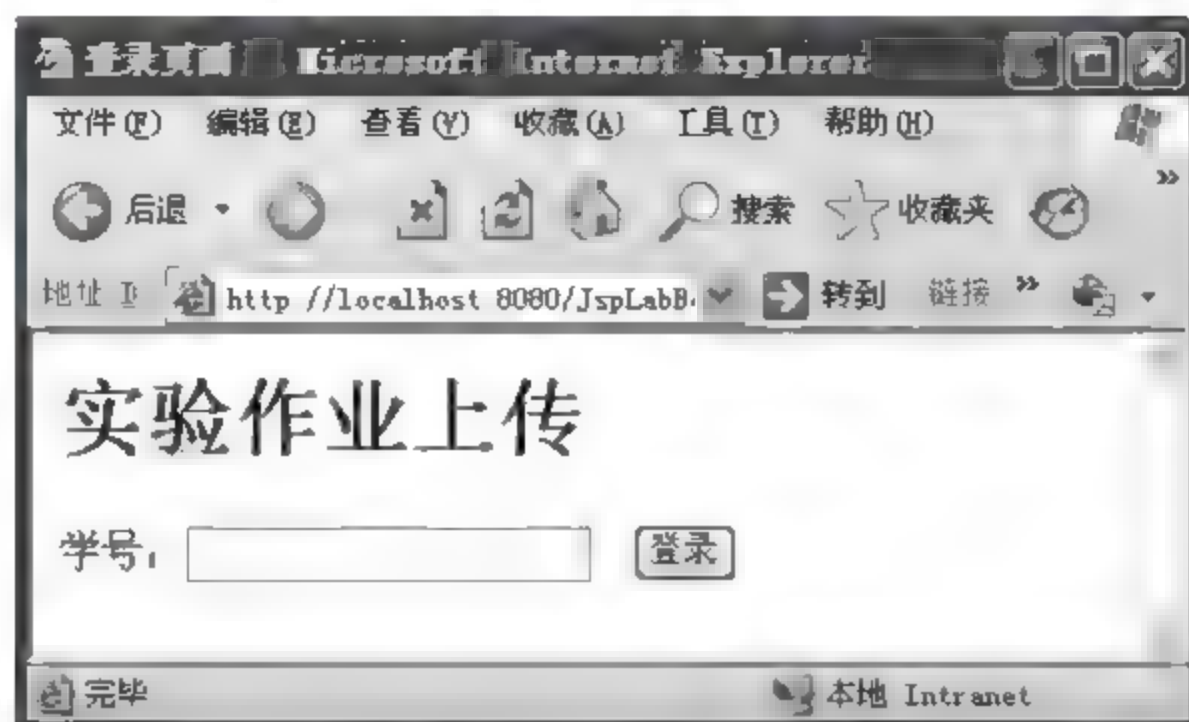 登录页面 Microsoft Internet Explorer
文件(F) 编辑(E) 查看(V) 收藏(A) 工具(T) 帮助(H)
后退 搜索 收藏夹 »
地址 http //localhost 8080/JspLabB 转到 链接 »
实验作业上传
学号: 登录
完毕 本地 Intranet